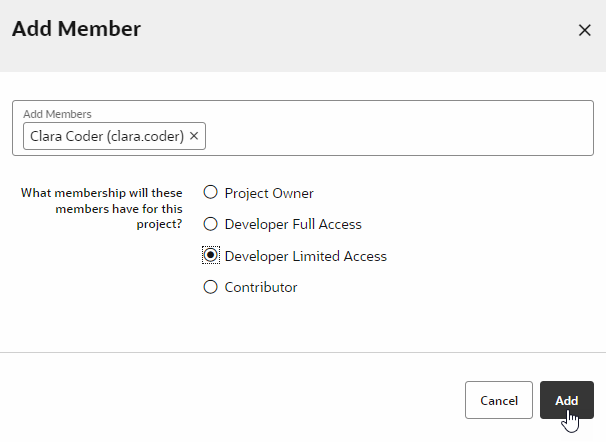 Add Member
Add Members
Clara Coder (clara.coder) ×
What membership will these
members have for this
project?
Project Owner
Developer Full Access
Developer Limited Access
Contributor
Cancel
Add